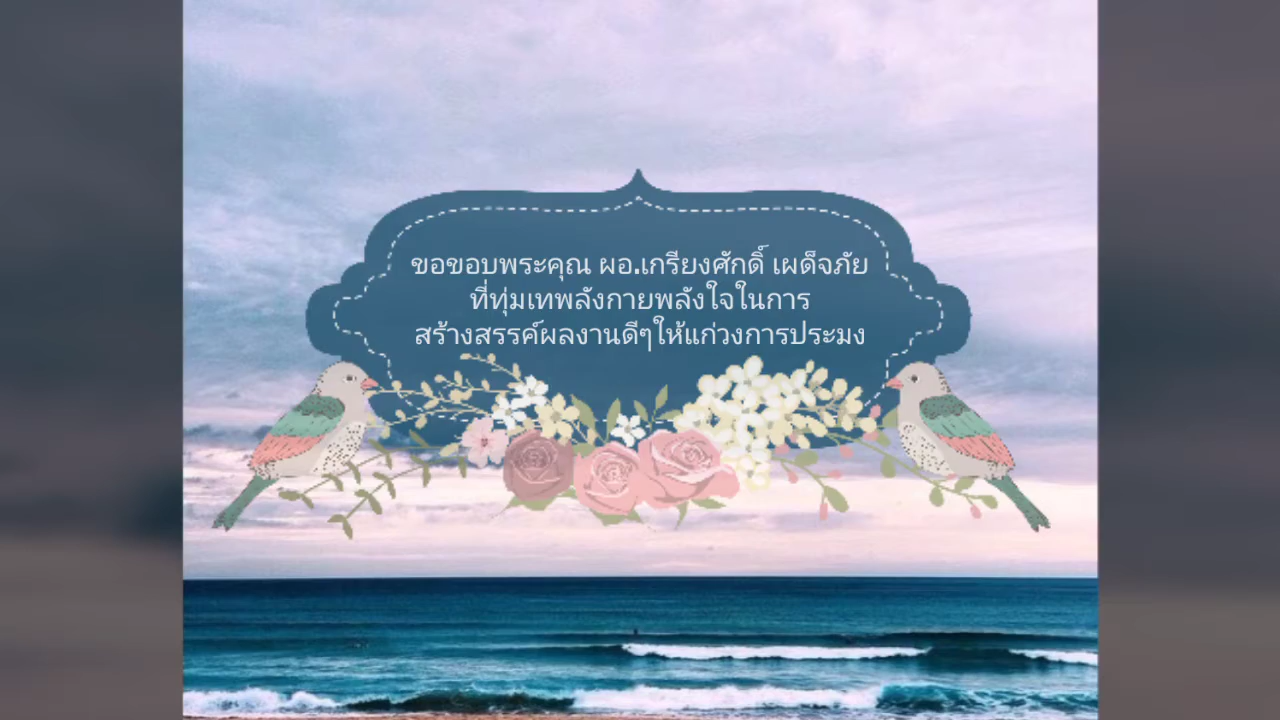 ขอขอบพระคุณ ผอ.เกรียงศักดิ์ เผด็จภัย
ที่ทุ่มเทพลังกายพลังใจในการ
สร้างสรรค์ผลงานดีๆให้แก่วงการประมง